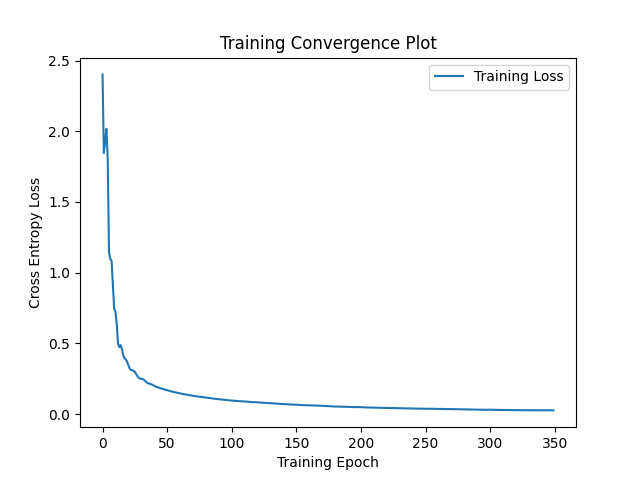 Training Convergence Plot
Training Loss
2.5
2.0
1.5
1.0
0.5
0.0
Cross Entropy Loss
0 50 100 150 200 250 300 350
Training Epoch